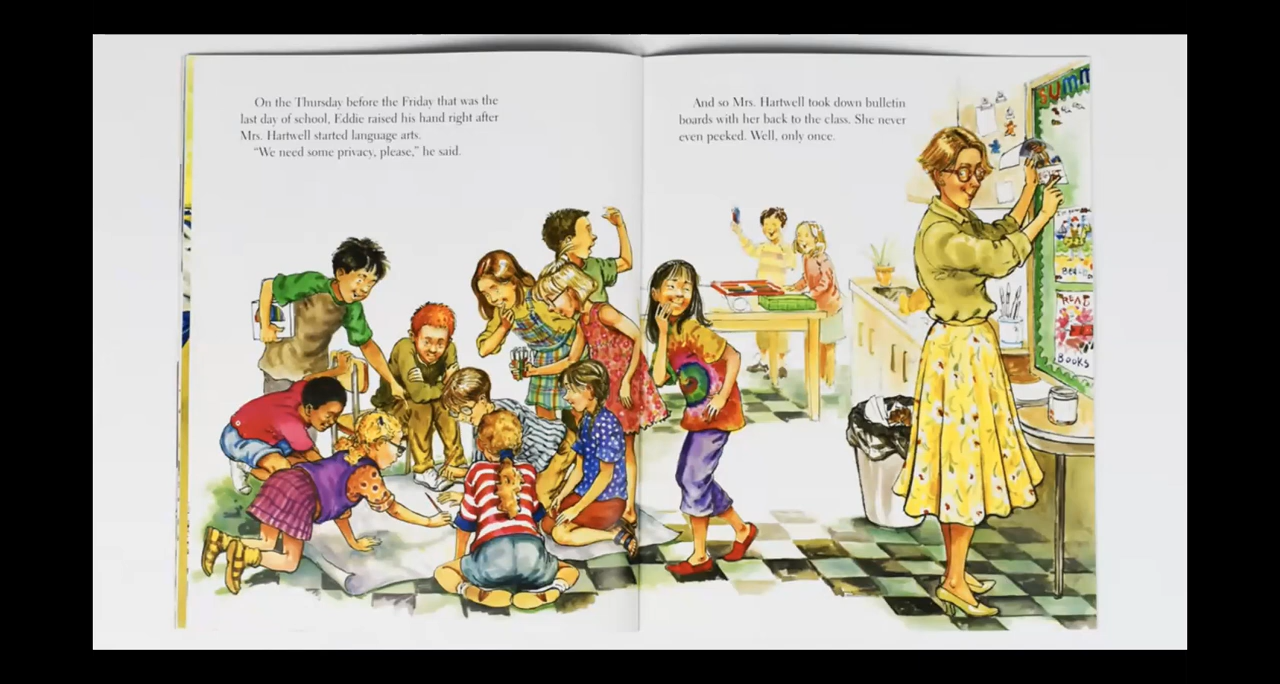 On the Thursday before the Friday that was the
last day of school, Eddie raised his hand right after
Mrs. Hartwell started language arts.
“We need some privacy, please,” he said.
And so Mrs. Hartwell took down bulletin
boards with her back to the class. She never
even peeked. Well, only once.
SUMM
READ
BOOKS